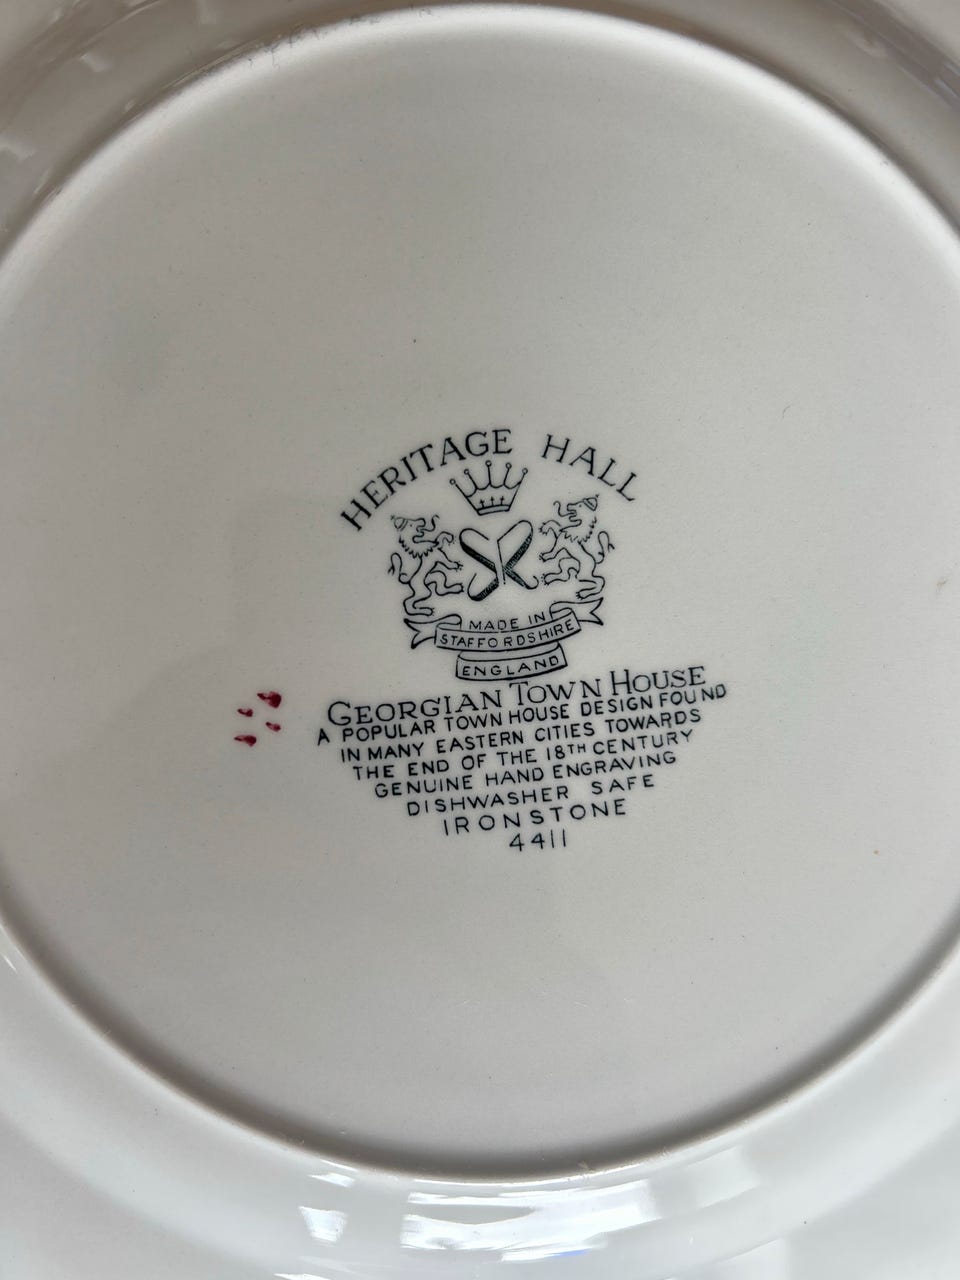 HERITAGE HALL
MADE IN
STAFFORDSHIRE
ENGLAND
GEORGIAN TOWN HOUSE
A POPULAR TOWN HOUSE DESIGN FOUND
IN MANY EASTERN CITIES TOWARDS
THE END OF THE 18TH CENTURY
GENUINE HAND ENGRAVING
DISHWASHER SAFE
IRONSTONE
4411